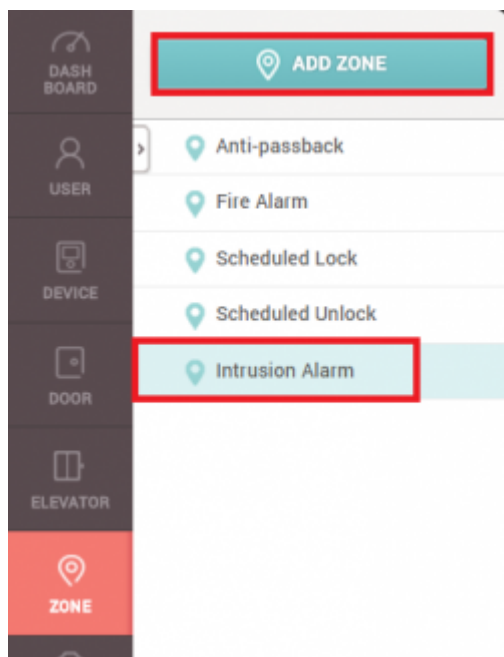 DASH
BOARD
USER
DEVICE
DOOR
ELEVATOR
ZONE
ADD ZONE
Anti-passback
Fire Alarm
Scheduled Lock
Scheduled Unlock
Intrusion Alarm